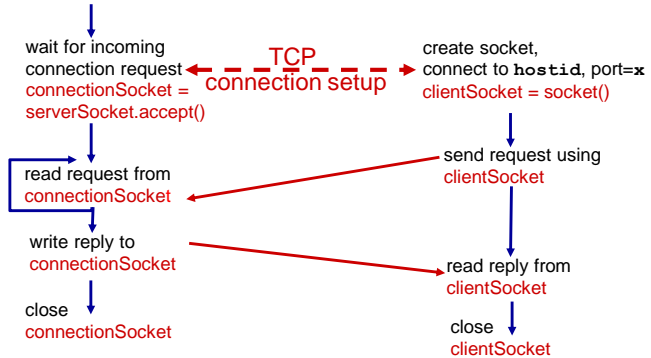 wait for incoming
connection request
connectionSocket =
serverSocket.accept()
TCP
connection setup
create socket,
connect to hostid, port=x
clientSocket = socket()
read request from
connectionSocket
send request using
clientSocket
write reply to
connectionSocket
read reply from
clientSocket
close
connectionSocket
close
clientSocket